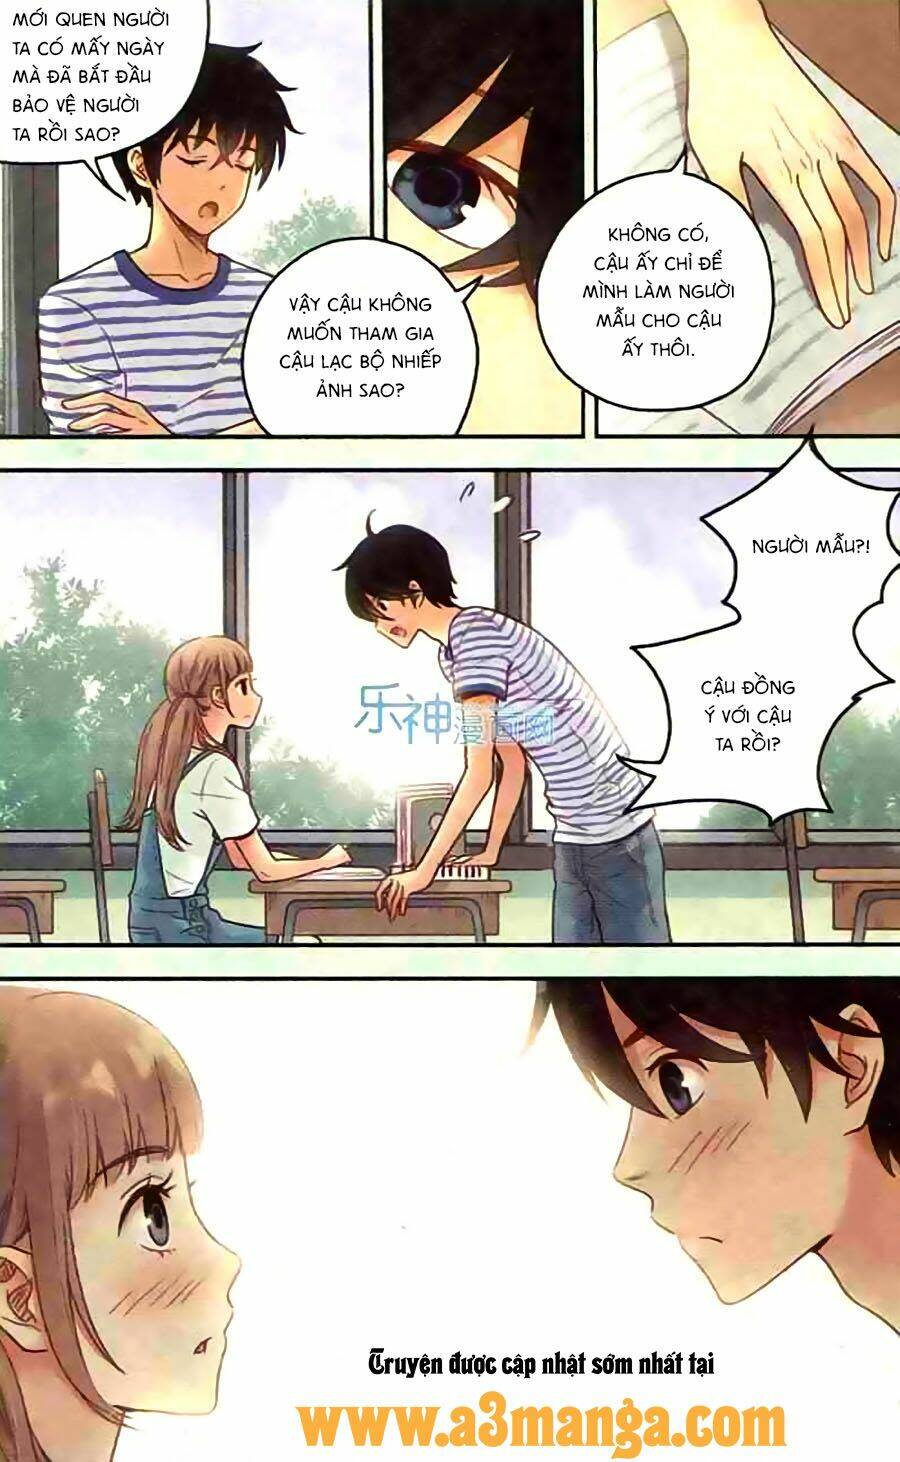 MỚI QUEN NGƯỜI
TA CÓ MẤY NGÀY
MÀ ĐÃ BẮT ĐẦU
BẢO VỆ NGƯỜI
TA RỒI SAO?
VẬY CẬU KHÔNG
MUỐN THAM GIA
CÂU LẠC BỘ NHIẾP
ẢNH SAO?
KHÔNG CÓ,
CẬU ẤY CHỈ ĐỂ
MÌNH LÀM NGƯỜI
MẪU CHO CẬU
ẤY THÔI.
NGƯỜI MẪU?!
CẬU ĐỒNG
Ý VỚI CẬU
TA RỒI?
乐神漫画网
Truyện được cập nhật sớm nhất tại
www.a3manga.com